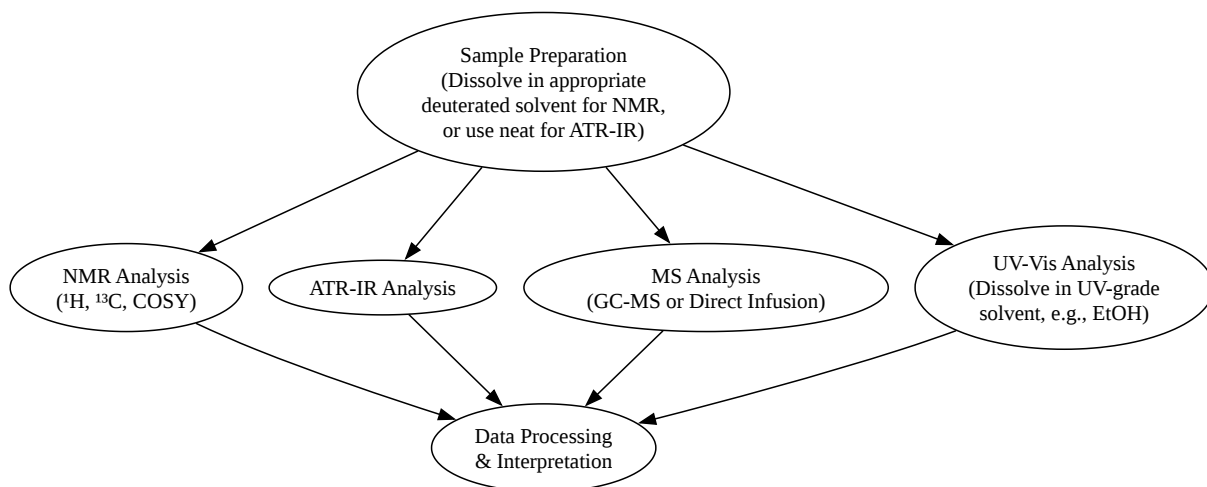 Sample Preparation
(Dissolve in appropriate
deuterated solvent for NMR,
or use neat for ATR-IR)
NMR Analysis
(¹H, ¹³C, COSY)
ATR-IR Analysis
MS Analysis
(GC-MS or Direct Infusion)
UV-Vis Analysis
(Dissolve in UV-grade
solvent, e.g., EtOH)
Data Processing
& Interpretation